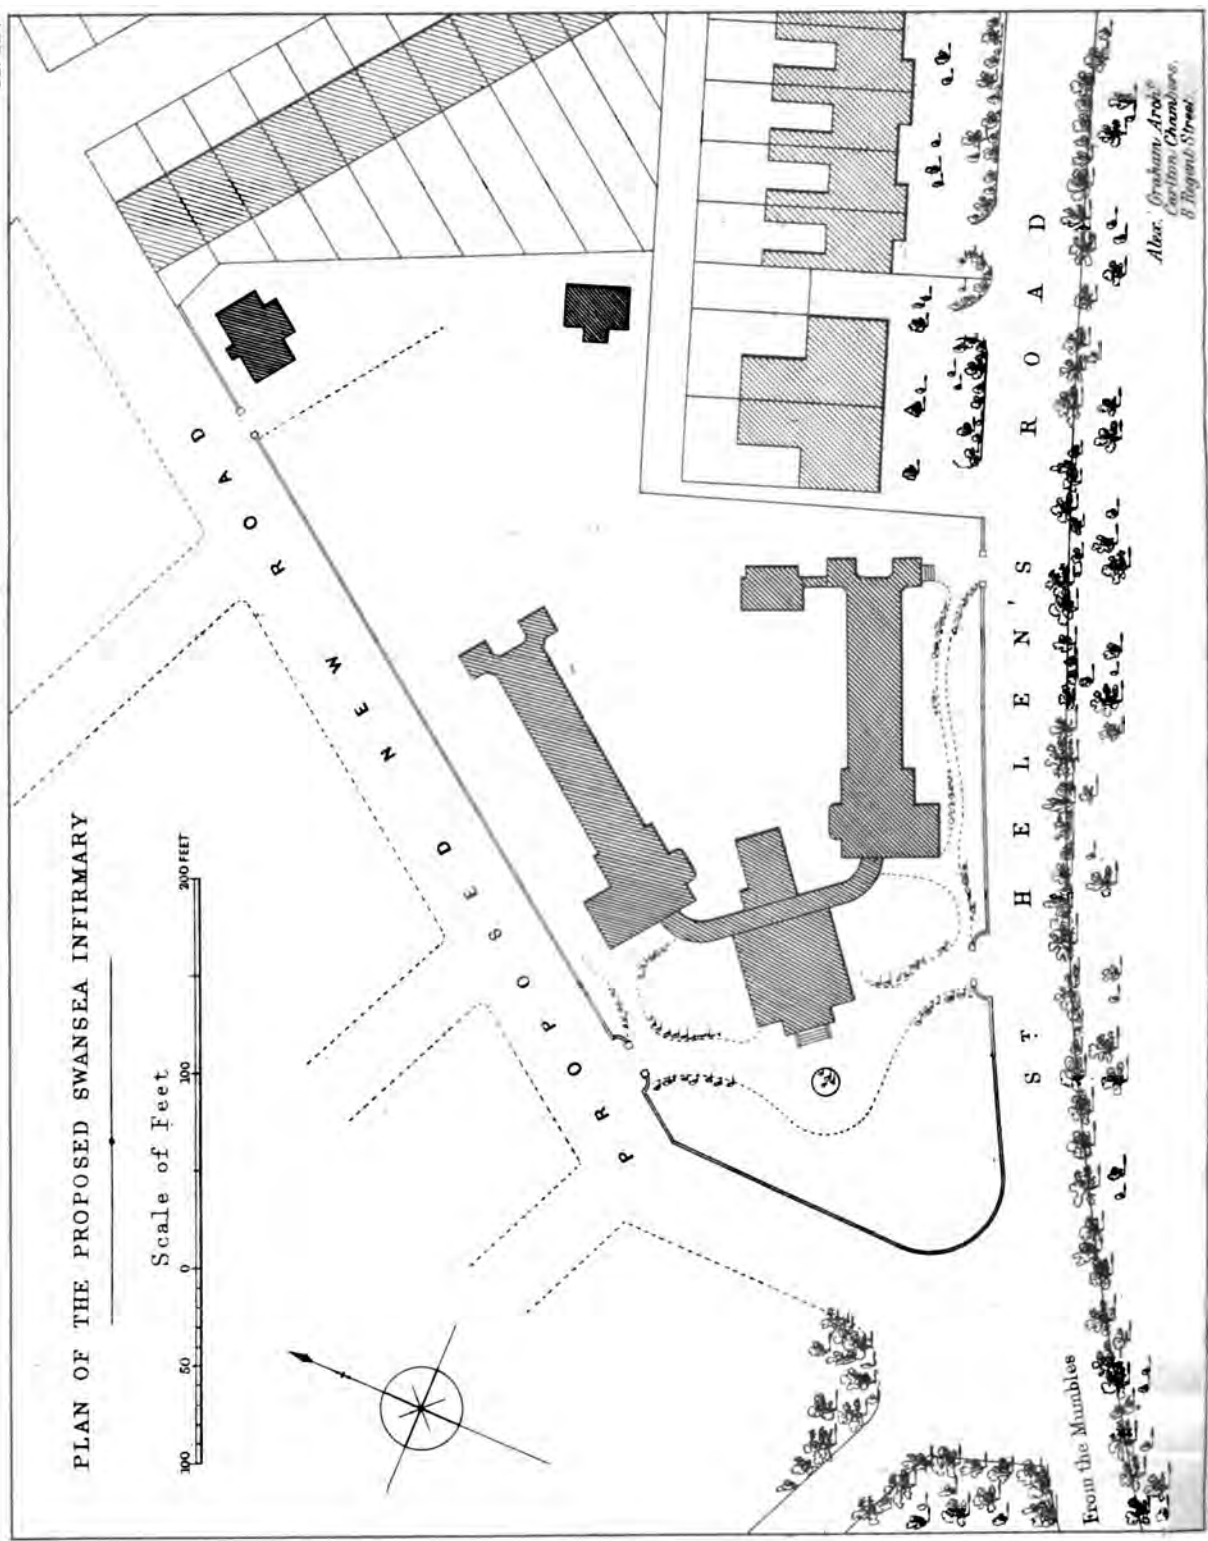 PLAN OF THE PROPOSED SWANSEA INFIRMARY
Scale of Feet
100 50 0 100 200 FEET
PROPOSED NEW ROAD
ST HELEN'S ROAD
From the Mumbles
Alex.r Graham Archt.
Carlton Chambers.
8 Regent Street.